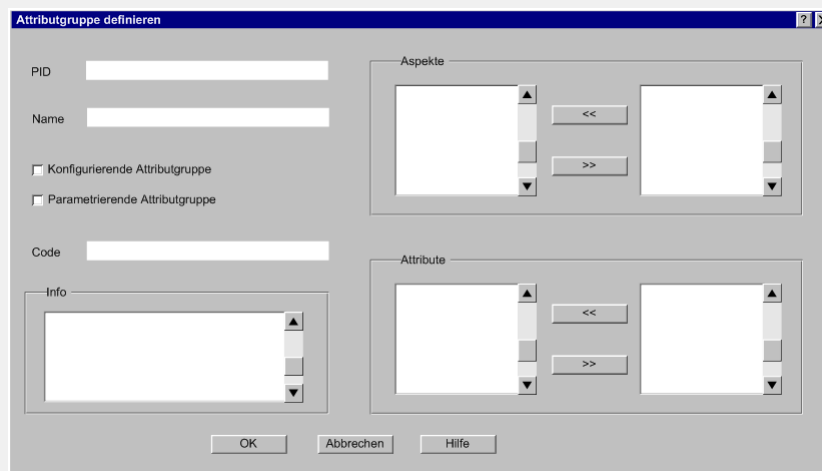 Attributgruppe definieren
PID
Name
Konfigurierende Attributgruppe
Parametrierende Attributgruppe
Code
Info
Aspekte
<<
>>
Attribute
<<
>>
OK
Abbrechen
Hilfe